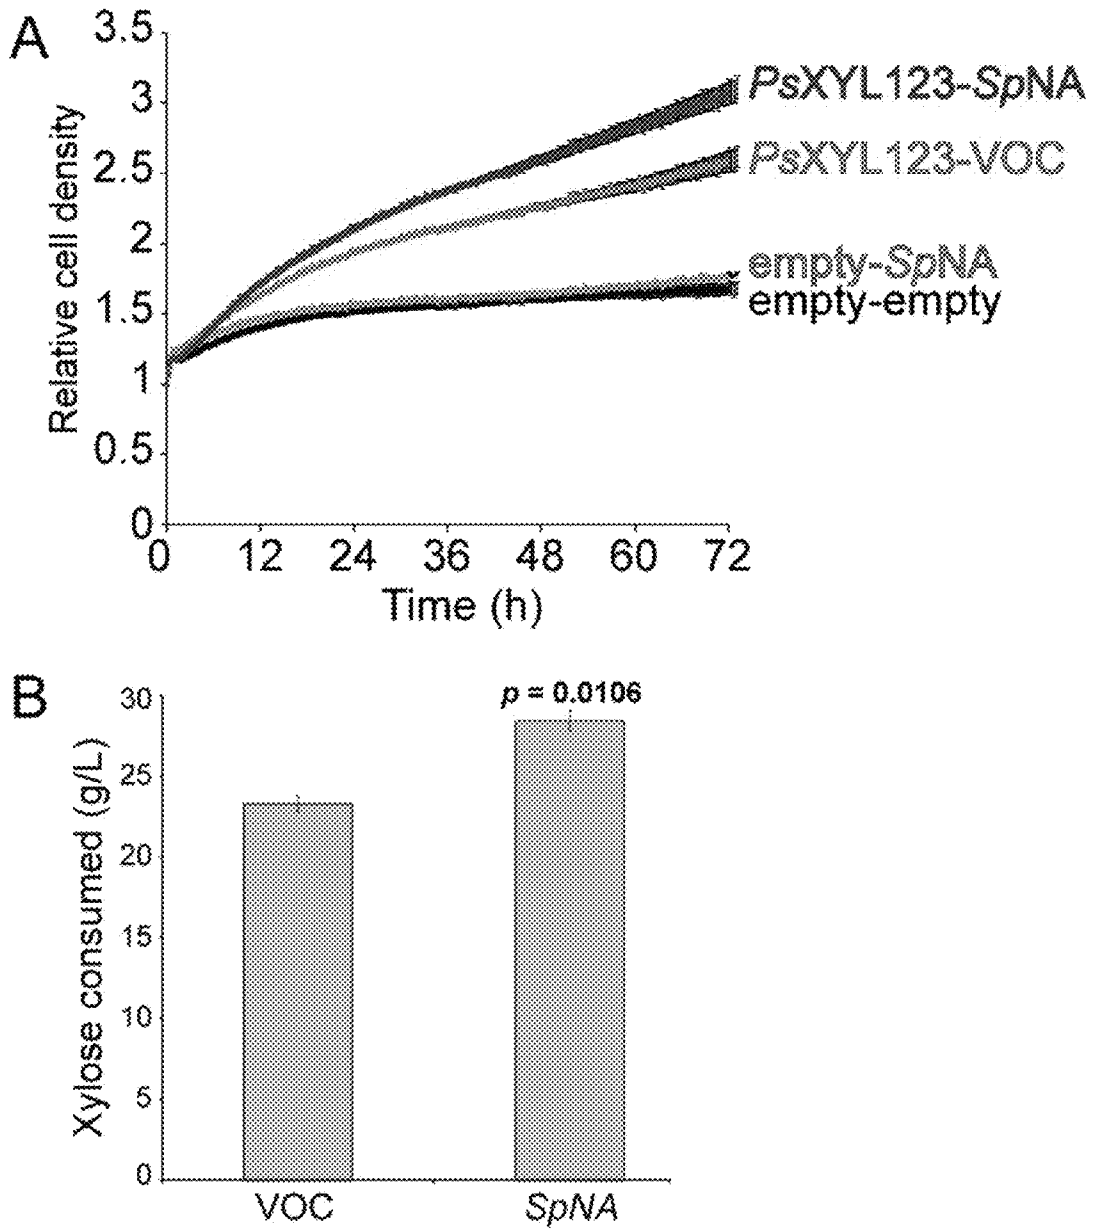 A
3.5
3
2.5
2
1.5
1
0.5
0
Relative cell density
PsXYL123-SpNA
PsXYL123-VOC
empty-SpNA
empty-empty
0 12 24 36 48 60 72
Time (h)
B
30
25
20
15
10
5
0
Xylose consumed (g/L)
p = 0.0106
VOC SpNA